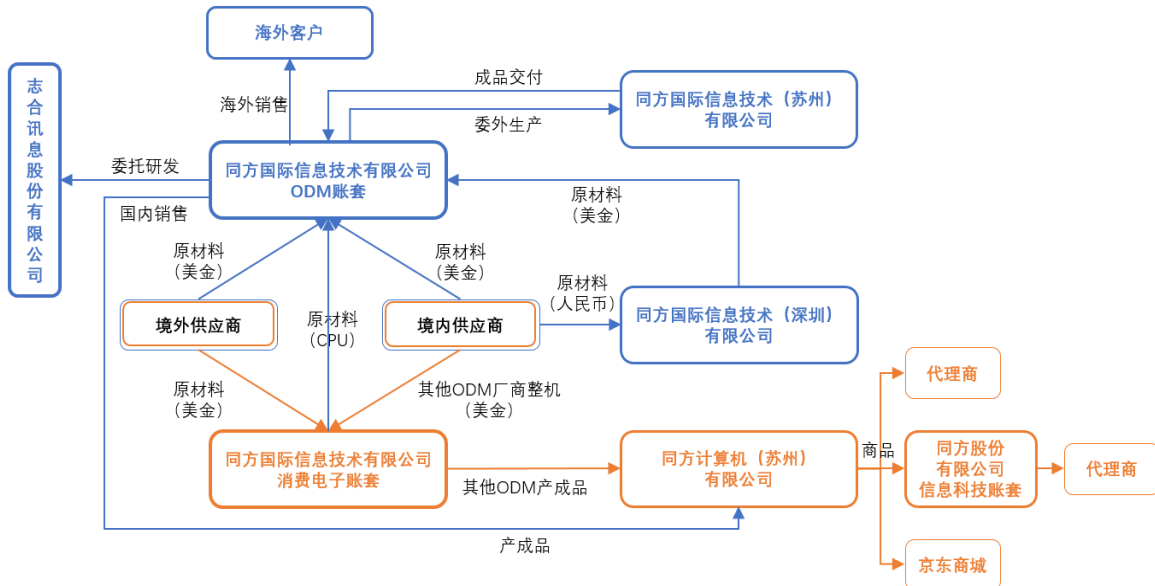 海外客户
志
合
讯
息
股
份
有
限
公
司
海外销售
成品交付
委外生产
同方国际信息技术（苏州）
有限公司
委托研发
同方国际信息技术有限公司
ODM账套
国内销售
原材料
（美金）
原材料
（美金）
原材料
（美金）
原材料
（人民币）
境外供应商
原材料
（CPU）
境内供应商
同方国际信息技术（深圳）
有限公司
原材料
（美金）
其他ODM厂商整机
（美金）
代理商
同方国际信息技术有限公司
消费电子账套
其他ODM产成品
同方计算机（苏州）
有限公司
商品
同方股份
有限公司
信息科技账套
代理商
产成品
京东商城